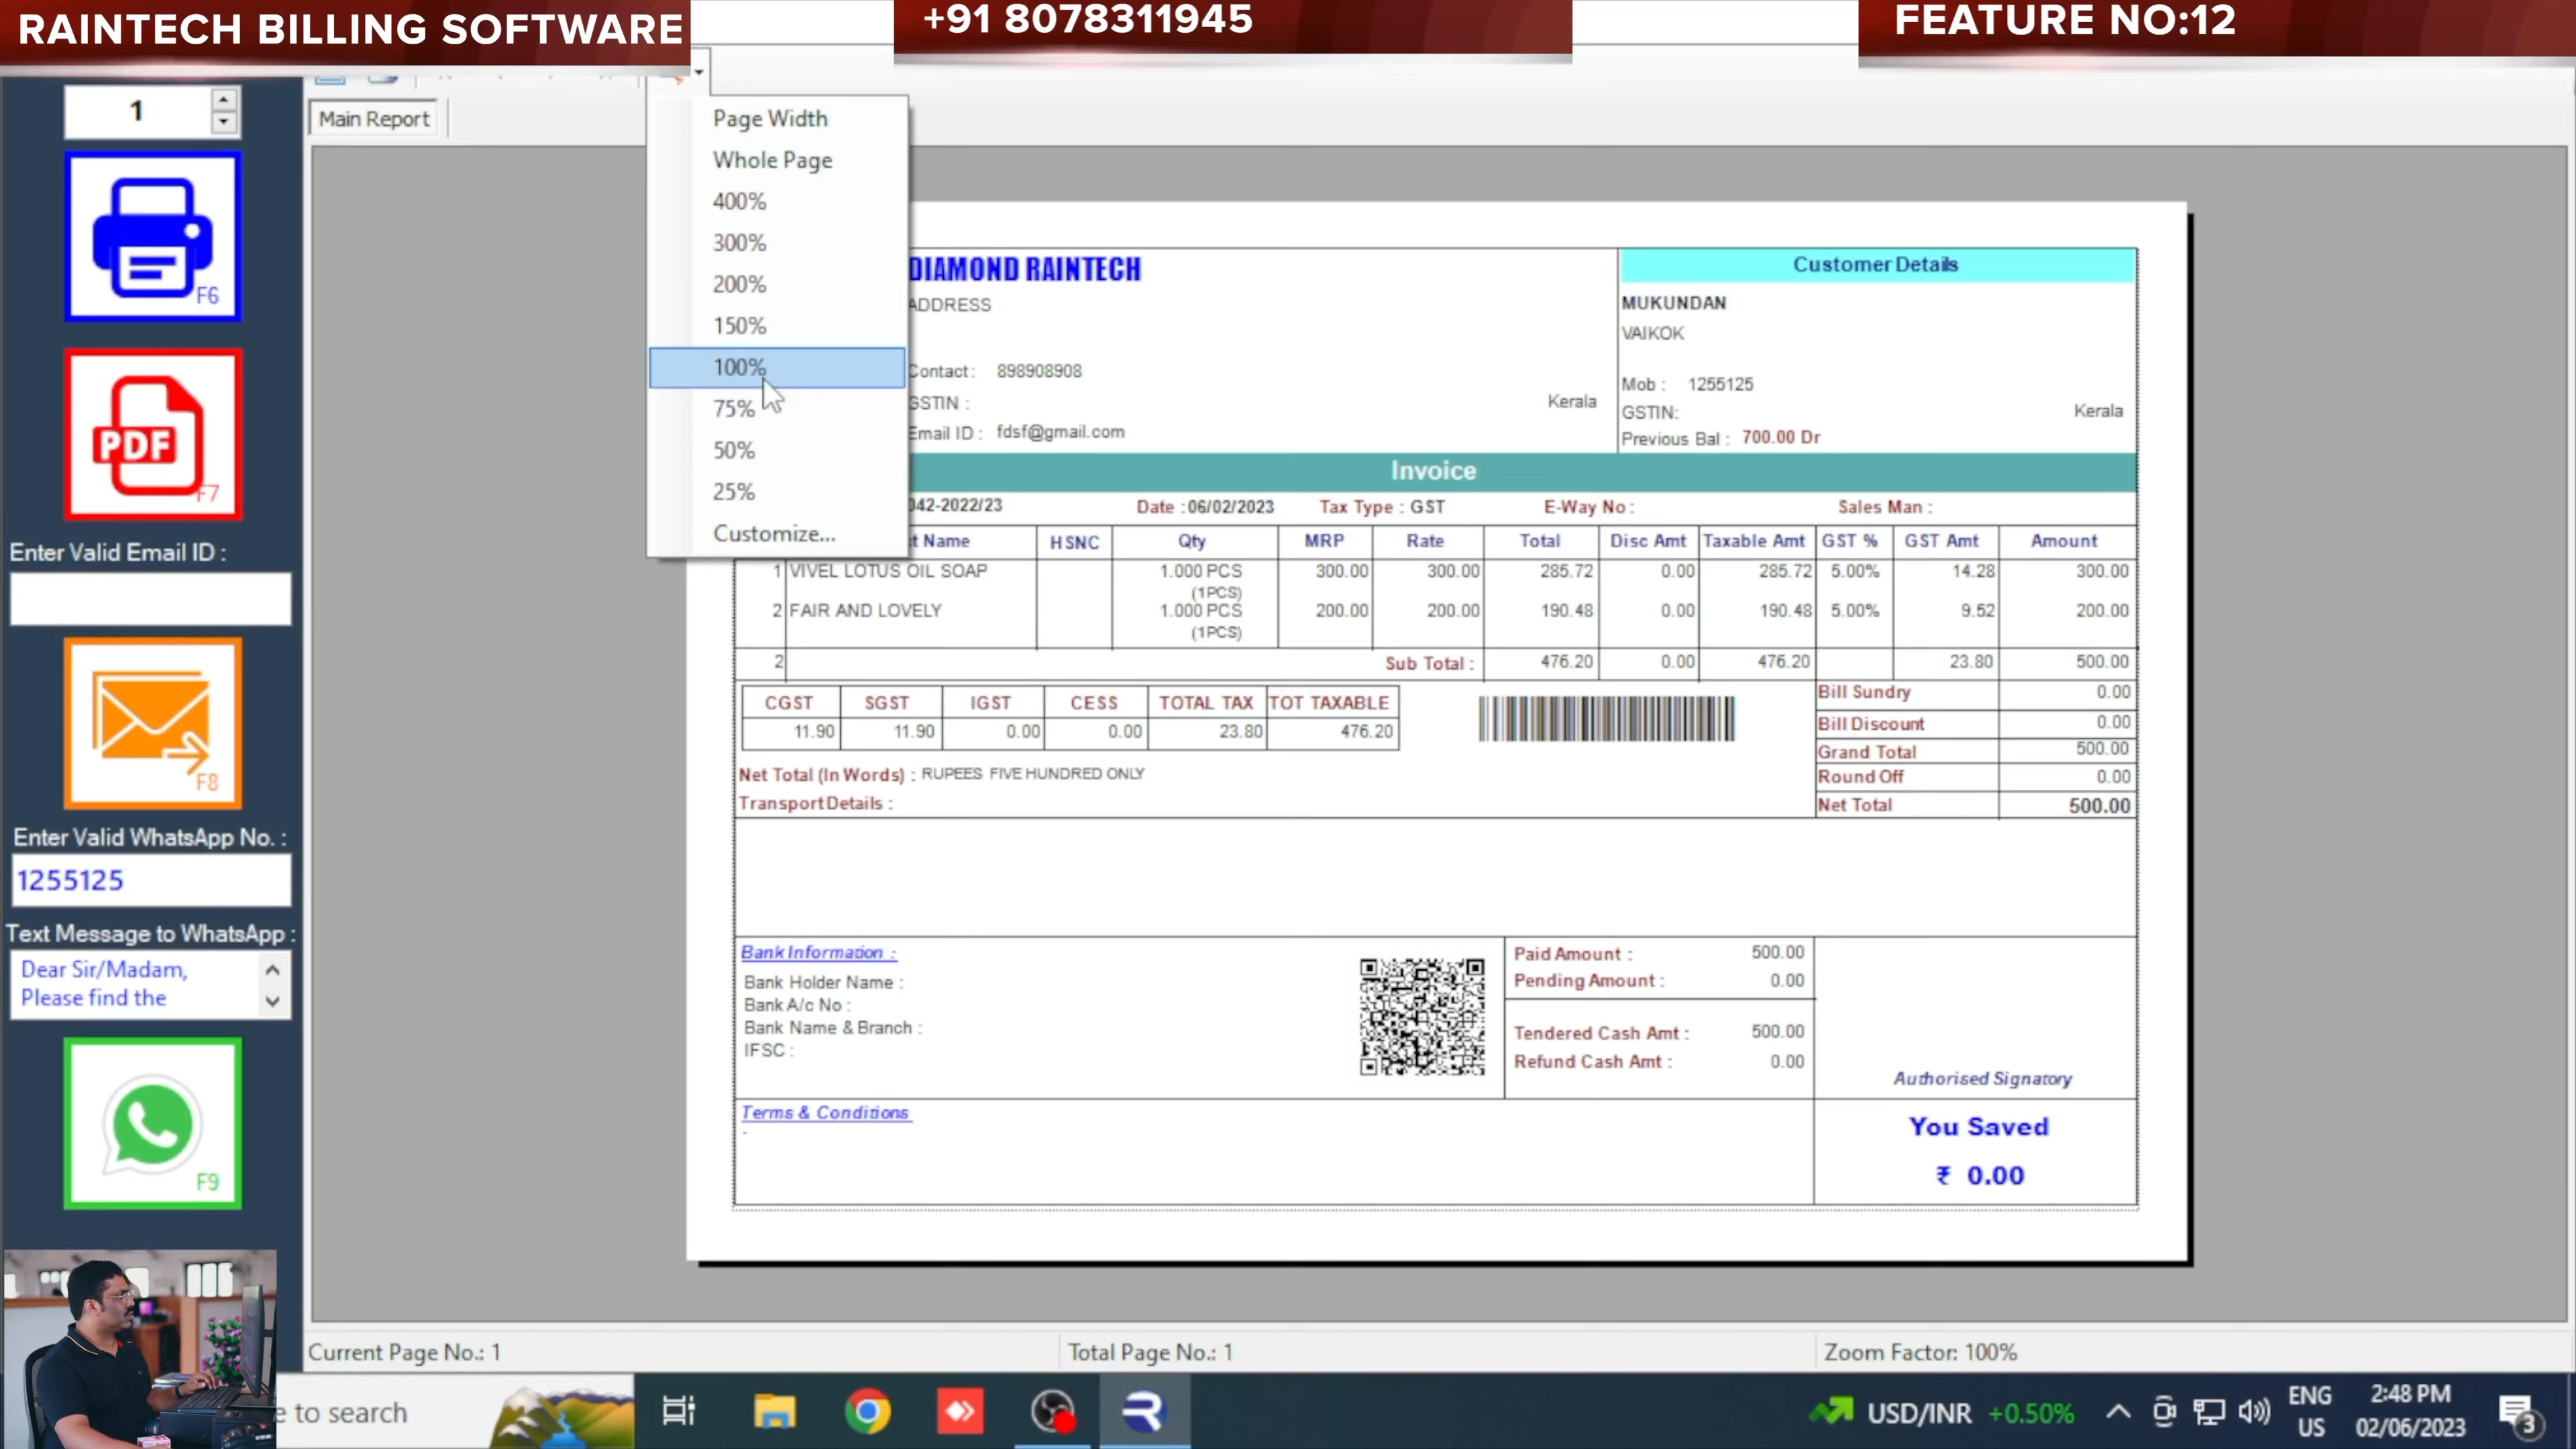 RAINTECH BILLING SOFTWARE
+91 8078311945
FEATURE NO:12
1
Main Report
F6
PDF
F7
Enter Valid Email ID :
F8
Enter Valid WhatsApp No. :
1255125
Text Message to WhatsApp :
Dear Sir/Madam,
Please find the
F9
Page Width
Whole Page
400%
300%
200%
150%
100%
75%
50%
25%
Customize...
DIAMOND RAINTECH
ADDRESS
Contact : 898908908
GSTIN :
Kerala
Email ID : fdsf@gmail.com
Customer Details
MUKUNDAN
VAIKOK
Mob : 1255125
GSTIN:
Kerala
Previous Bal : 700.00 Dr
Invoice
042-2022/23 Date : 06/02/2023 Tax Type : GST E-Way No : Sales Man :
t Name HSNC Qty MRP Rate Total Disc Amt Taxable Amt GST % GST Amt Amount
1 VIVEL LOTUS OIL SOAP 1.000 PCS 300.00 300.00 285.72 0.00 285.72 5.00% 14.28 300.00
(1PCS)
2 FAIR AND LOVELY 1.000 PCS 200.00 200.00 190.48 0.00 190.48 5.00% 9.52 200.00
(1PCS)
2 Sub Total : 476.20 0.00 476.20 23.80 500.00
CGST SGST IGST CESS TOTAL TAX TOT TAXABLE
11.90 11.90 0.00 0.00 23.80 476.20
Bill Sundry 0.00
Bill Discount 0.00
Grand Total 500.00
Round Off 0.00
Net Total 500.00
Net Total (In Words) : RUPEES FIVE HUNDRED ONLY
Transport Details :
Bank Information :
Bank Holder Name :
Bank A/c No :
Bank Name & Branch :
IFSC :
Paid Amount : 500.00
Pending Amount : 0.00
Tendered Cash Amt : 500.00
Refund Cash Amt : 0.00
Authorised Signatory
Terms & Conditions
-
You Saved
₹ 0.00
Current Page No.: 1
Total Page No.: 1
Zoom Factor: 100%
e to search
USD/INR +0.50%
ENG
US
2:48 PM
02/06/2023
3